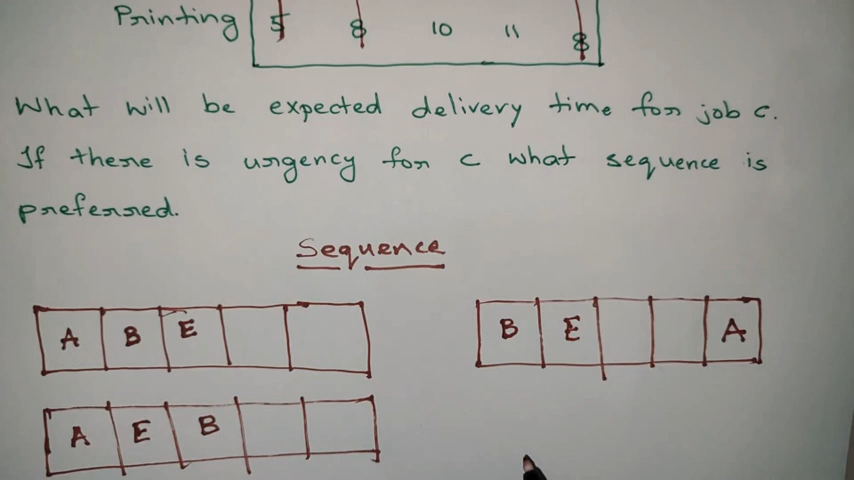 Printing 5 8 10 11 8
What will be expected delivery time for job c.
If there is urgency for c what sequence is
preferred.
Sequence
A B E
B E A
A E B